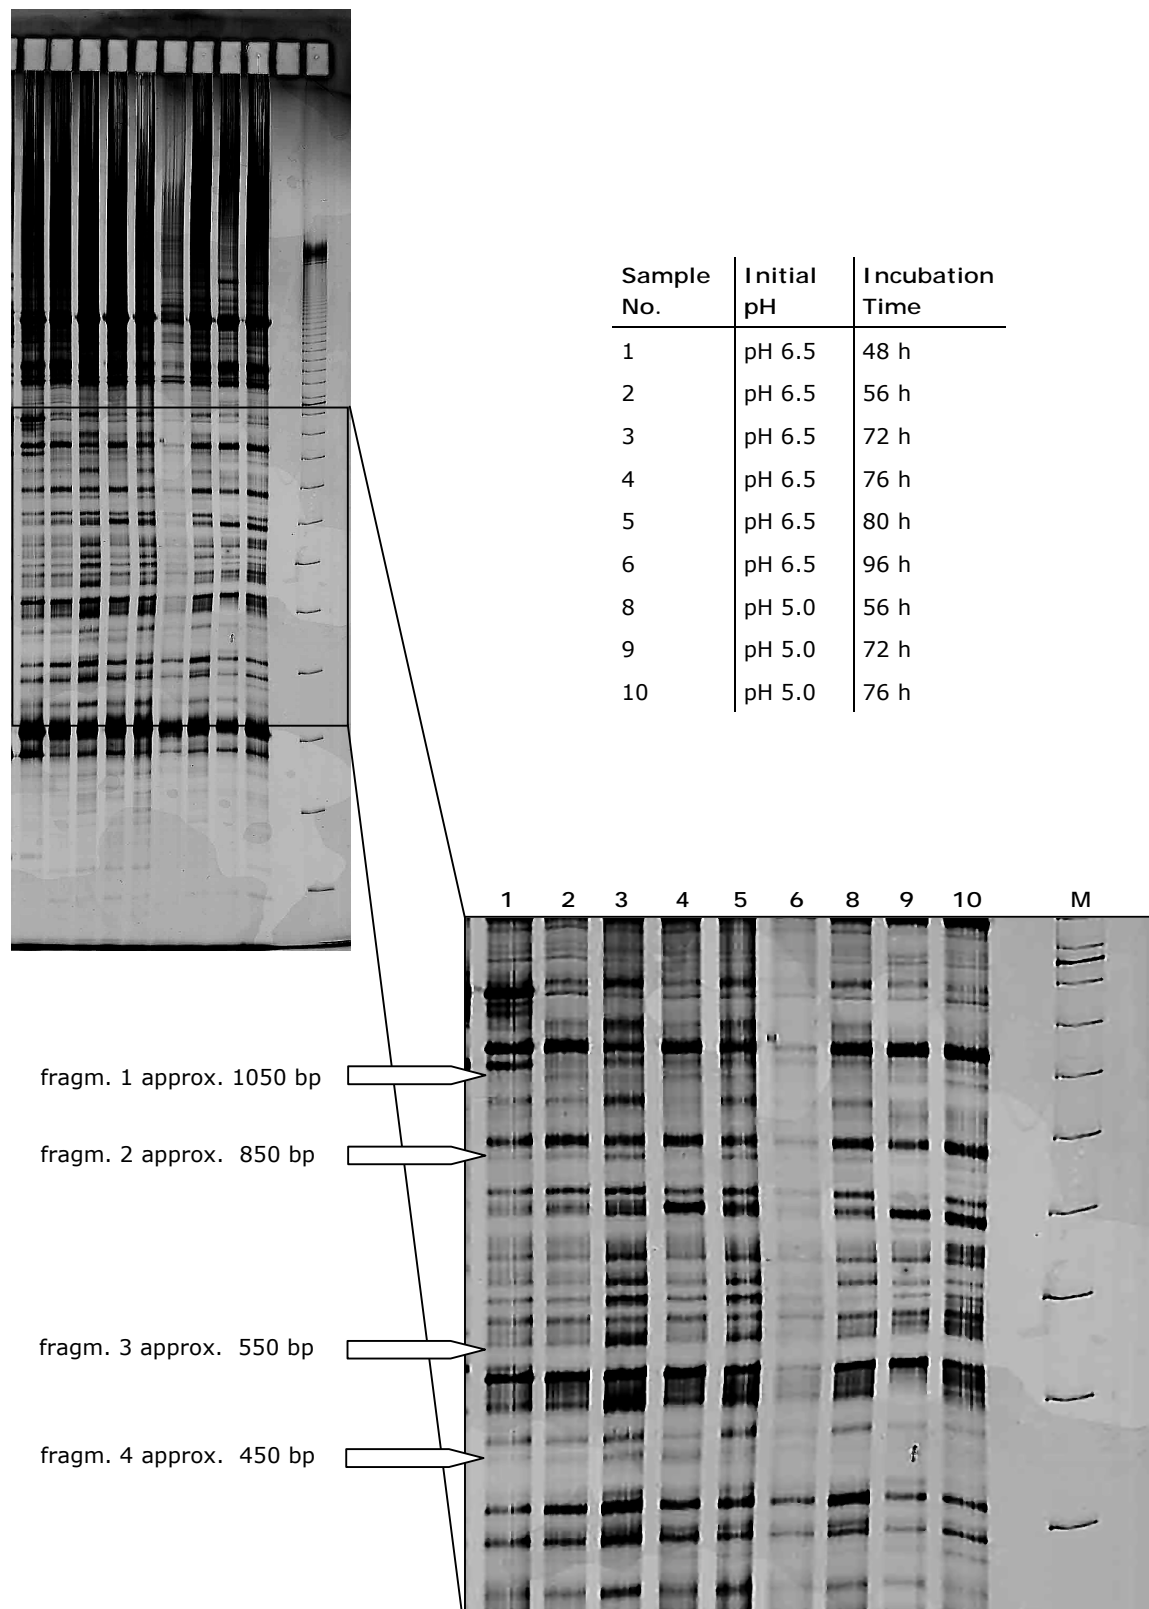 Sample No. Initial pH Incubation Time
1 pH 6.5 48 h
2 pH 6.5 56 h
3 pH 6.5 72 h
4 pH 6.5 76 h
5 pH 6.5 80 h
6 pH 6.5 96 h
8 pH 5.0 56 h
9 pH 5.0 72 h
10 pH 5.0 76 h
1 2 3 4 5 6 8 9 10 M
fragm. 1 approx. 1050 bp
fragm. 2 approx. 850 bp
fragm. 3 approx. 550 bp
fragm. 4 approx. 450 bp